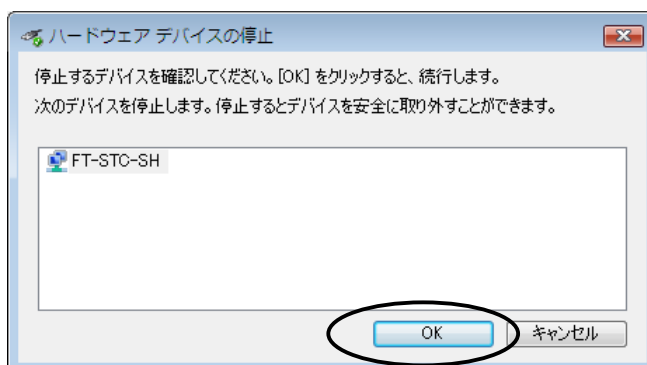 ハードウェア デバイスの停止
停止するデバイスを確認してください。[OK] をクリックすると、続行します。
次のデバイスを停止します。停止するとデバイスを安全に取り外すことができます。
FT-STC-SH
OK
キャンセル